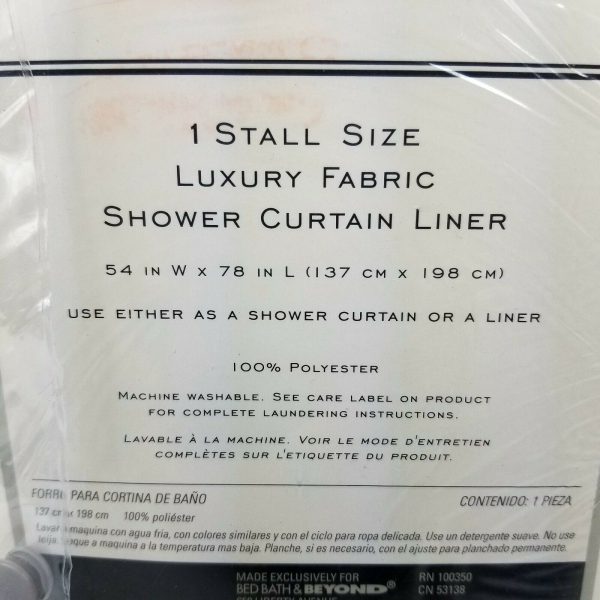 1 STALL SIZE
LUXURY FABRIC
SHOWER CURTAIN LINER
54 IN W X 78 IN L (137 CM X 198 CM)
USE EITHER AS A SHOWER CURTAIN OR A LINER
100% POLYESTER
MACHINE WASHABLE. SEE CARE LABEL ON PRODUCT
FOR COMPLETE LAUNDERING INSTRUCTIONS.
LAVABLE À LA MACHINE. VOIR LE MODE D'ENTRETIEN
COMPLÈTES SUR L'ETIQUETTE DU PRODUIT.
PARA CORTINA DE BAÑO CONTENIDO: 1 PIEZA
137 x 198 cm 100% poliéster
maquina con agua fria, con colores similares y con el ciclo para ropa delicada. Use un detergente suave. No use
a maquina a la temperatura mas baja. Planche, si es necesario, con el ajuste para planchado permanente.
MADE EXCLUSIVELY FOR RN 100350
BED BATH & BEYOND® CN 53138
LIBERTY AVENUE